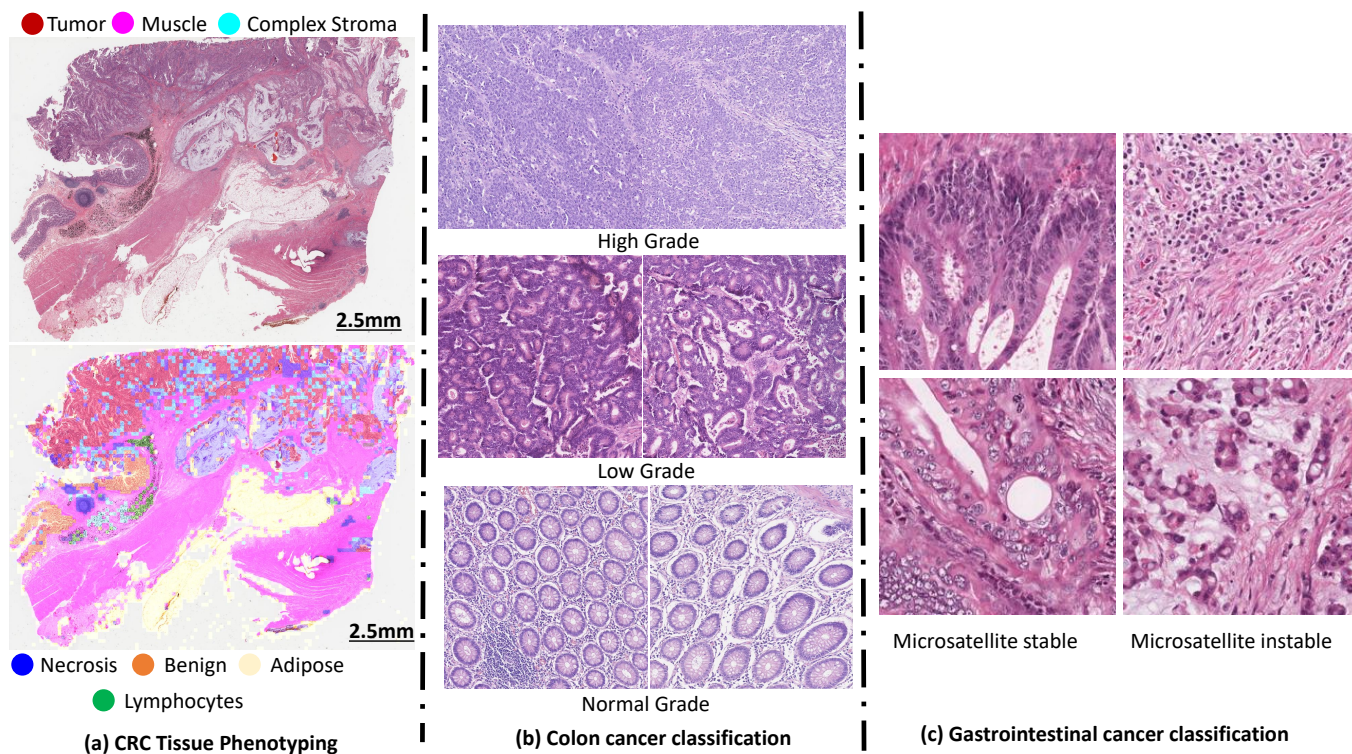 Tumor Muscle Complex Stroma
2.5mm
2.5mm
Necrosis Benign Adipose
Lymphocytes
(a) CRC Tissue Phenotyping
High Grade
Low Grade
Normal Grade
(b) Colon cancer classification
Microsatellite stable Microsatellite instable
(c) Gastrointestinal cancer classification